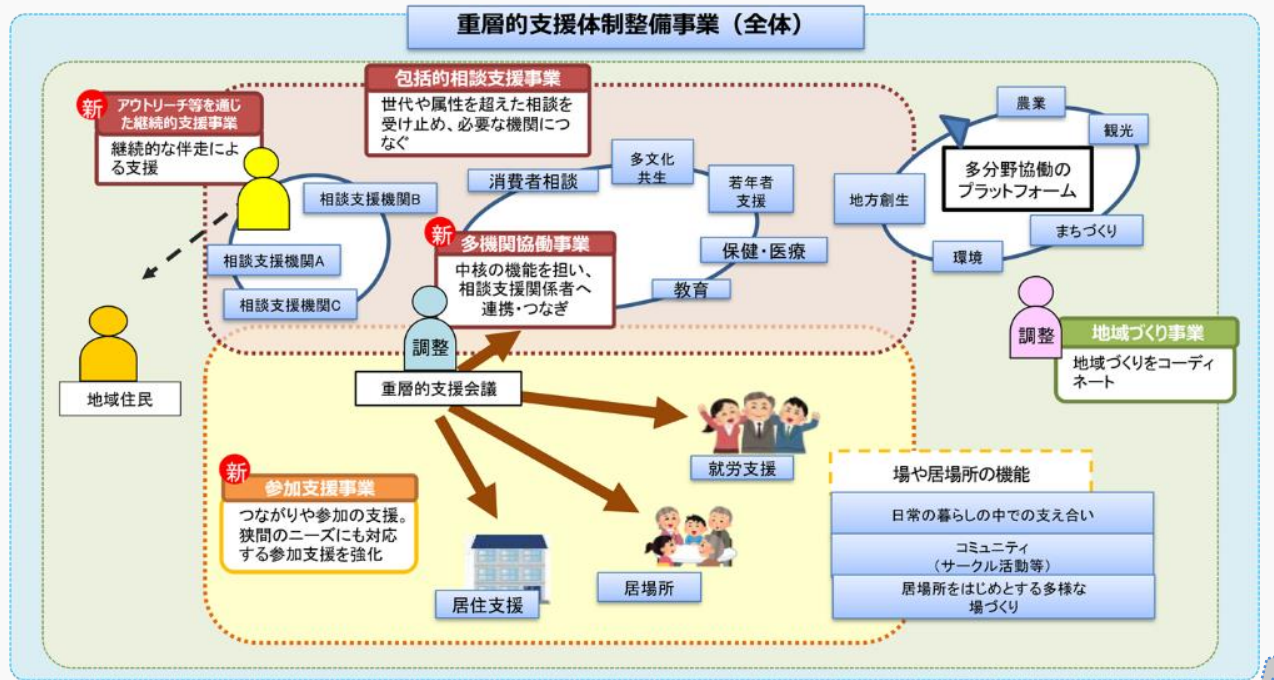 重層的支援体制整備事業（全体）
包括的相談支援事業
世代や属性を超えた相談を
受け止め、必要な機関につ
なぐ
新
アウトリーチ等を通じ
た継続的支援事業
継続的な伴走によ
る支援
相談支援機関B
相談支援機関A
相談支援機関C
消費者相談
多文化
共生
若年者
支援
保健・医療
教育
新
多機関協働事業
中核の機能を担い、
相談支援関係者へ
連携・つなぎ
調整
重層的支援会議
農業
観光
多分野協働の
プラットフォーム
地方創生
まちづくり
環境
調整
地域づくり事業
地域づくりをコーディ
ネート
地域住民
新
参加支援事業
つながりや参加の支援。
狭間のニーズにも対応
する参加支援を強化
就労支援
居場所
居住支援
場や居場所の機能
日常の暮らしの中での支え合い
コミュニティ
（サークル活動等）
居場所をはじめとする多様な
場づくり